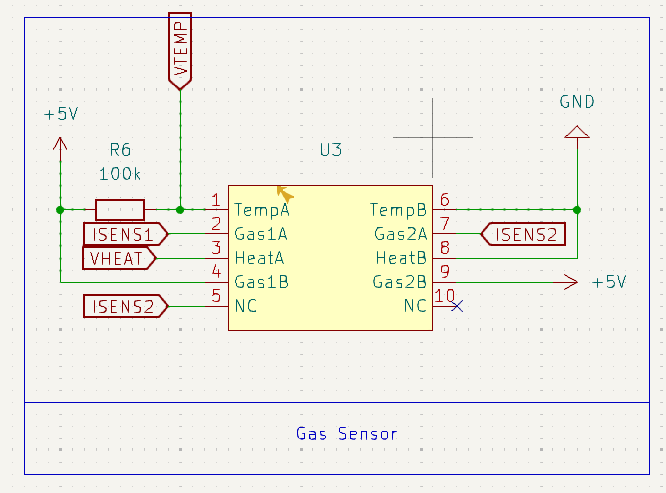 VTEMP
+5V
GND
R6
100k
U3
1
TempA
TempB
6
ISENS1
2
Gas1A
Gas2A
7
ISENS2
VHEAT
3
HeatA
HeatB
8
4
Gas1B
Gas2B
9
+5V
ISENS2
5
NC
NC
10
Gas Sensor